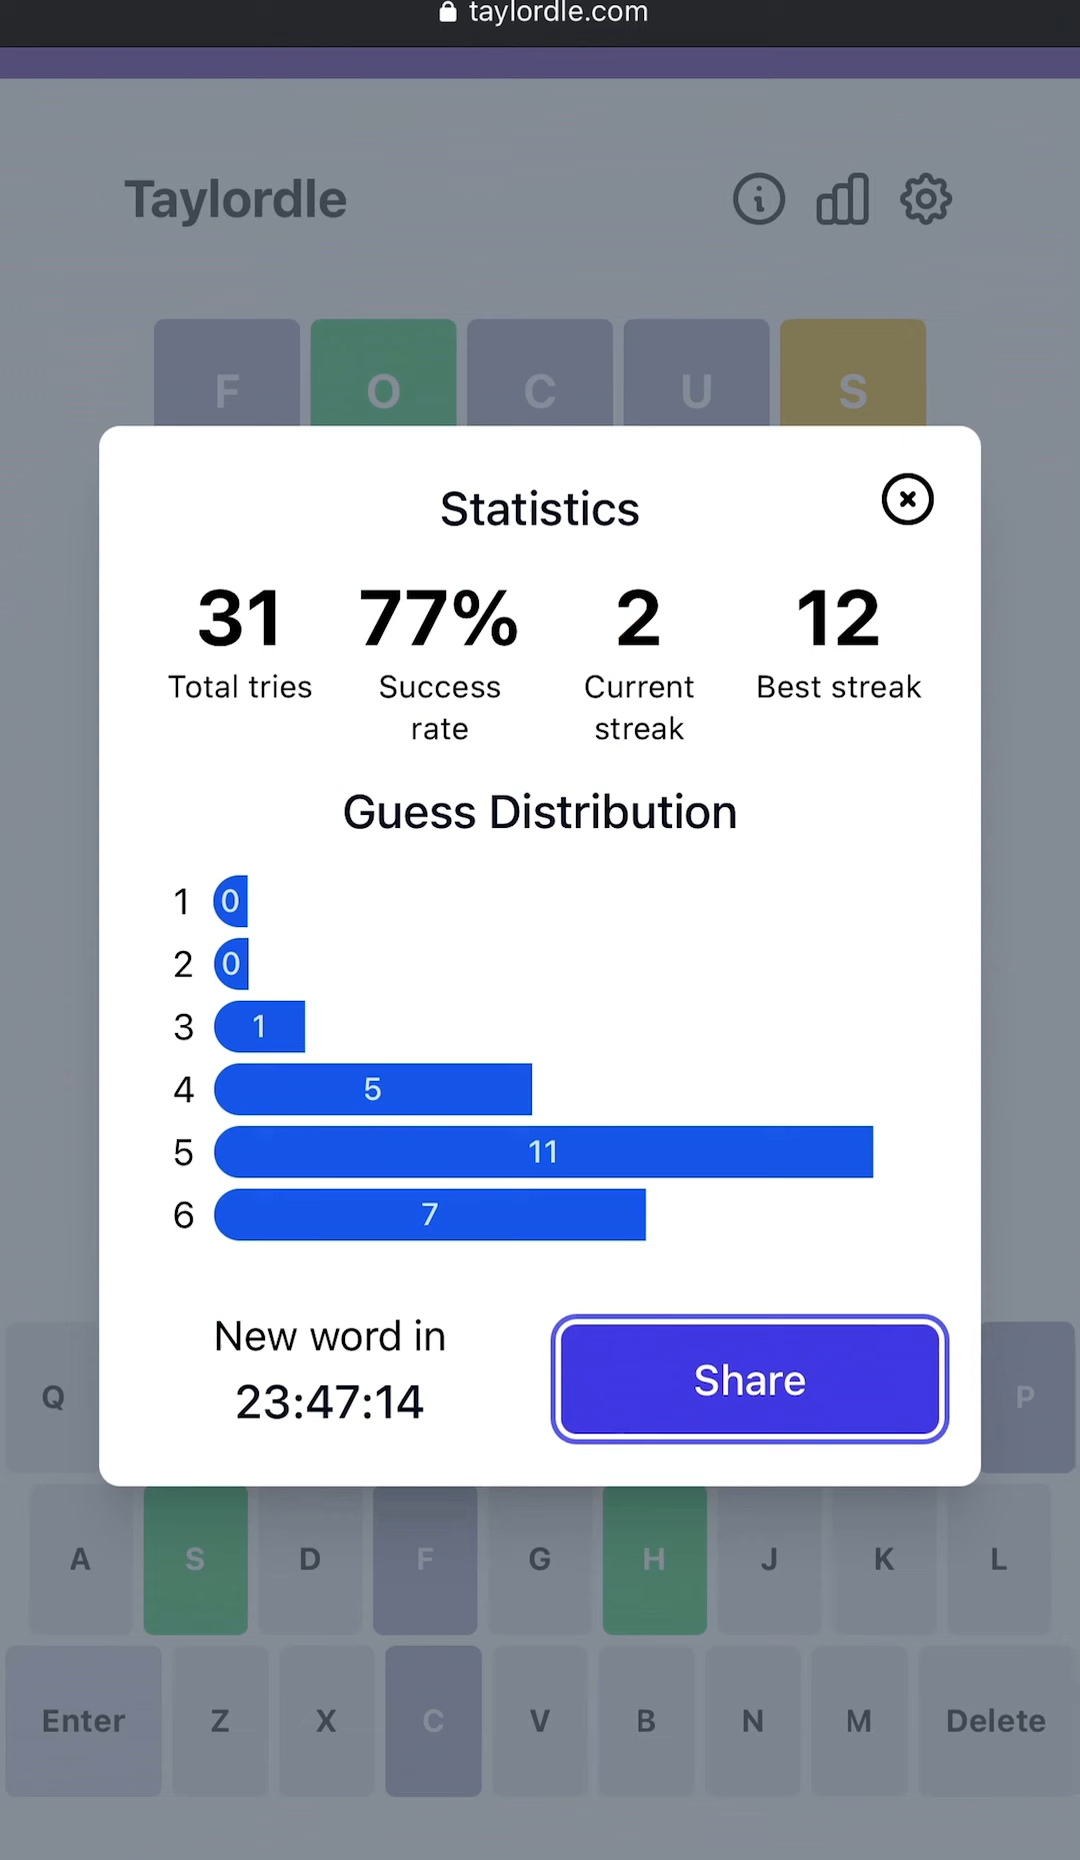 taylordle.com
Taylordle
F O C U S
Statistics
31 77% 2 12
Total tries Success rate Current streak Best streak
Guess Distribution
1 0
2 0
3 1
4 5
5 11
6 7
New word in
23:47:14
Share
Q P
A S D F G H J K L
Enter Z X C V B N M Delete